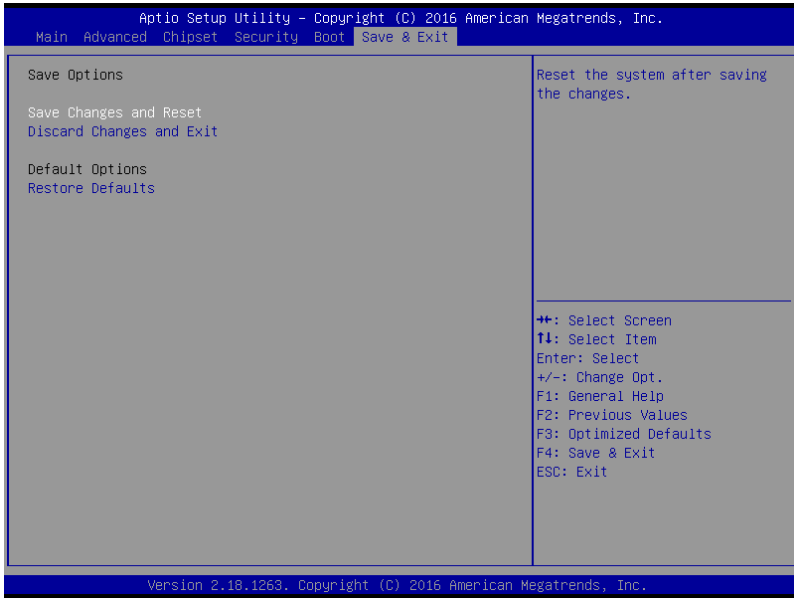 Aptio Setup Utility – Copyright (C) 2016 American Megatrends, Inc.
Main Advanced Chipset Security Boot Save & Exit
Save Options
Save Changes and Reset
Discard Changes and Exit
Default Options
Restore Defaults
Reset the system after saving
the changes.
→←: Select Screen
↑↓: Select Item
Enter: Select
+/-: Change Opt.
F1: General Help
F2: Previous Values
F3: Optimized Defaults
F4: Save & Exit
ESC: Exit
Version 2.18.1263. Copyright (C) 2016 American Megatrends, Inc.